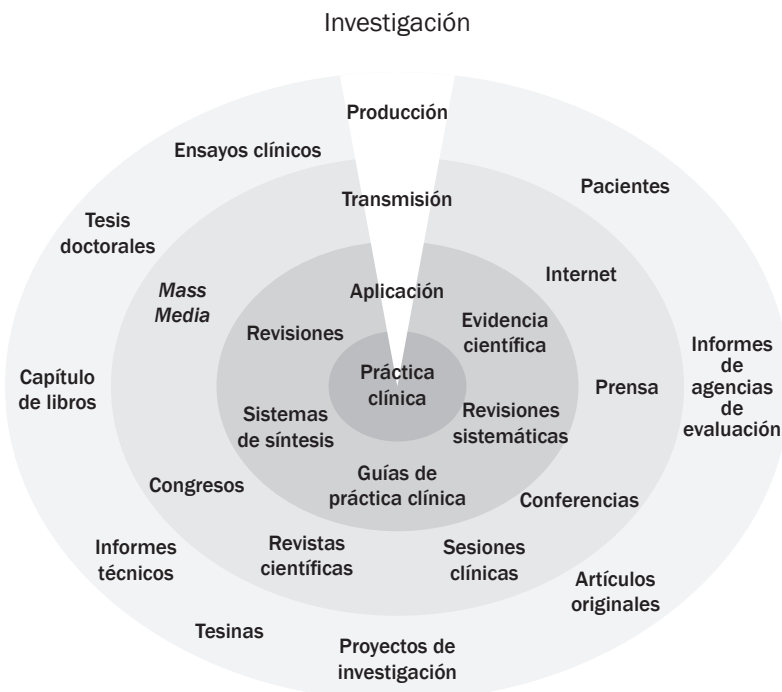 Investigación
Producción
Ensayos clínicos
Pacientes
Transmisión
Tesis
doctorales
Internet
Mass
Media
Aplicación
Evidencia
científica
Revisiones
Informes
de
agencias
de
evaluación
Práctica
clínica
Capítulo
de libros
Prensa
Sistemas
de síntesis
Revisiones
sistemáticas
Guías de
práctica clínica
Congresos
Conferencias
Informes
técnicos
Revistas
científicas
Sesiones
clínicas
Artículos
originales
Tesinas
Proyectos de
investigación